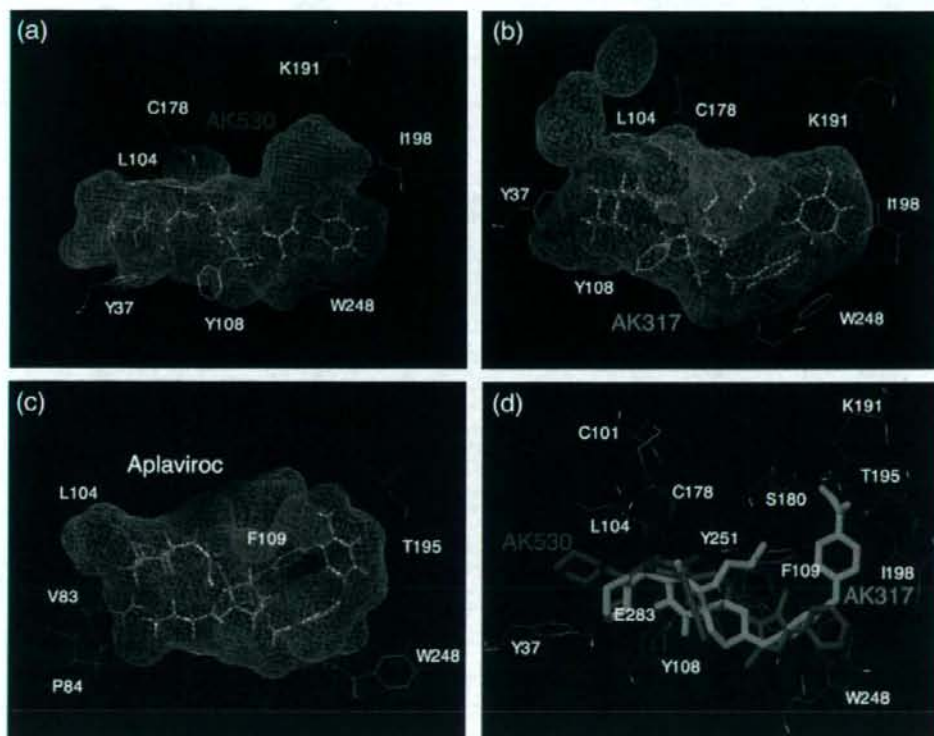 (a)
K191
C178
AK530
L104
I198
Y37
Y108
W248
(b)
L104
C178
K191
Y37
I198
Y108
AK317
W248
(c)
Aplaviroc
L104
F109
T195
V83
P84
W248
(d)
K191
C101
T195
C178
S180
L104
Y251
AK530
F109
I198
AK317
E283
Y37
Y108
W248